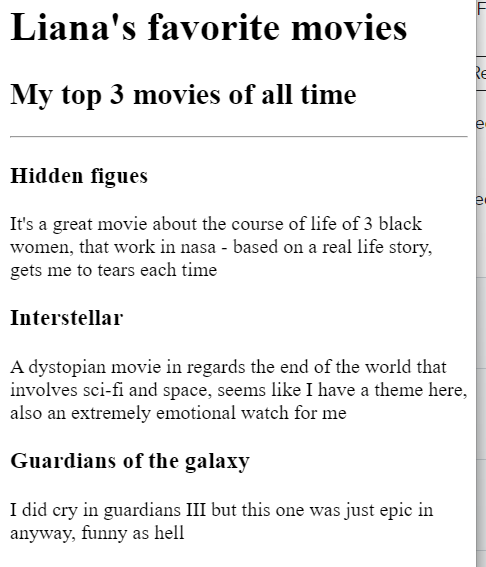 Liana's favorite movies
My top 3 movies of all time
Hidden figues
It's a great movie about the course of life of 3 black
women, that work in nasa - based on a real life story,
gets me to tears each time
Interstellar
A dystopian movie in regards the end of the world that
involves sci-fi and space, seems like I have a theme here,
also an extremely emotional watch for me
Guardians of the galaxy
I did cry in guardians III but this one was just epic in
anyway, funny as hell